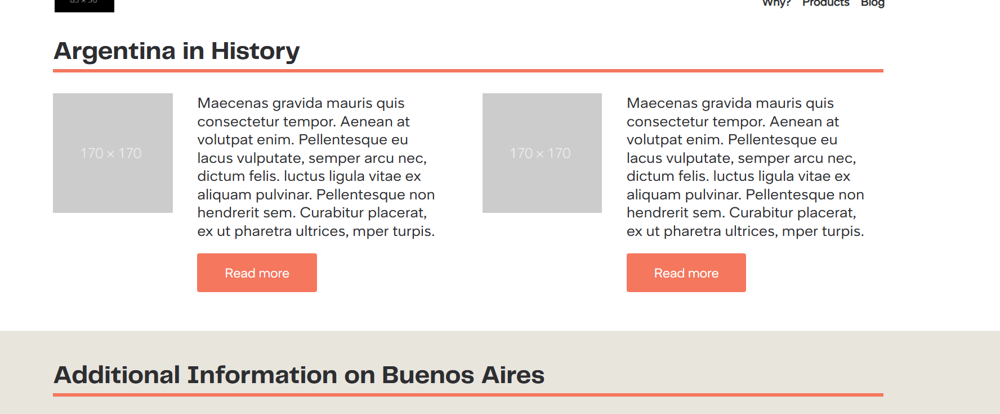 Why? Products Blog
Argentina in History
170 × 170
Maecenas gravida mauris quis
consectetur tempor. Aenean at
volutpat enim. Pellentesque eu
lacus vulputate, semper arcu nec,
dictum felis. luctus ligula vitae ex
aliquam pulvinar. Pellentesque non
hendrerit sem. Curabitur placerat,
ex ut pharetra ultrices, mper turpis.
Read more
170 × 170
Maecenas gravida mauris quis
consectetur tempor. Aenean at
volutpat enim. Pellentesque eu
lacus vulputate, semper arcu nec,
dictum felis. luctus ligula vitae ex
aliquam pulvinar. Pellentesque non
hendrerit sem. Curabitur placerat,
ex ut pharetra ultrices, mper turpis.
Read more
Additional Information on Buenos Aires